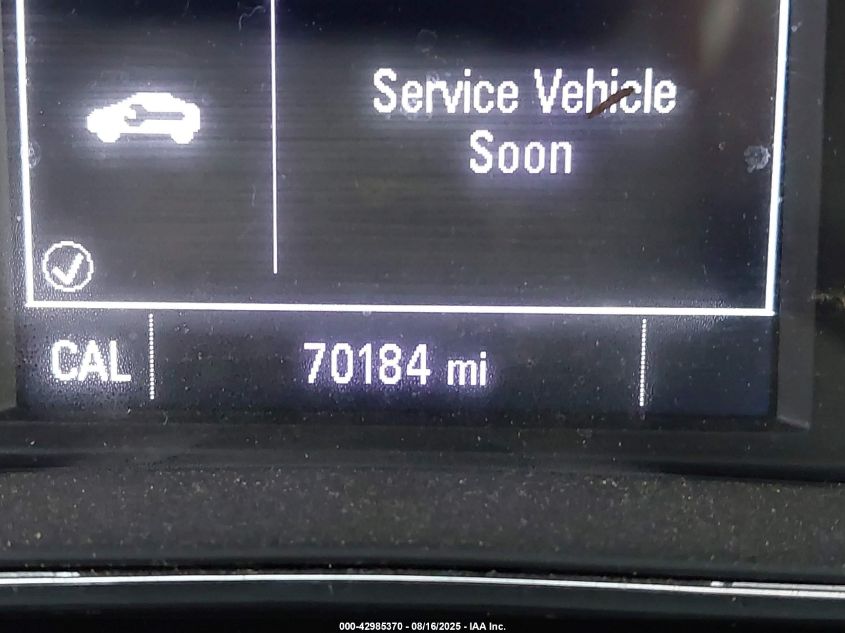 Service Vehicle
Soon
CAL
70184 mi
000-42985370 - 08/16/2025 - IAA Inc.